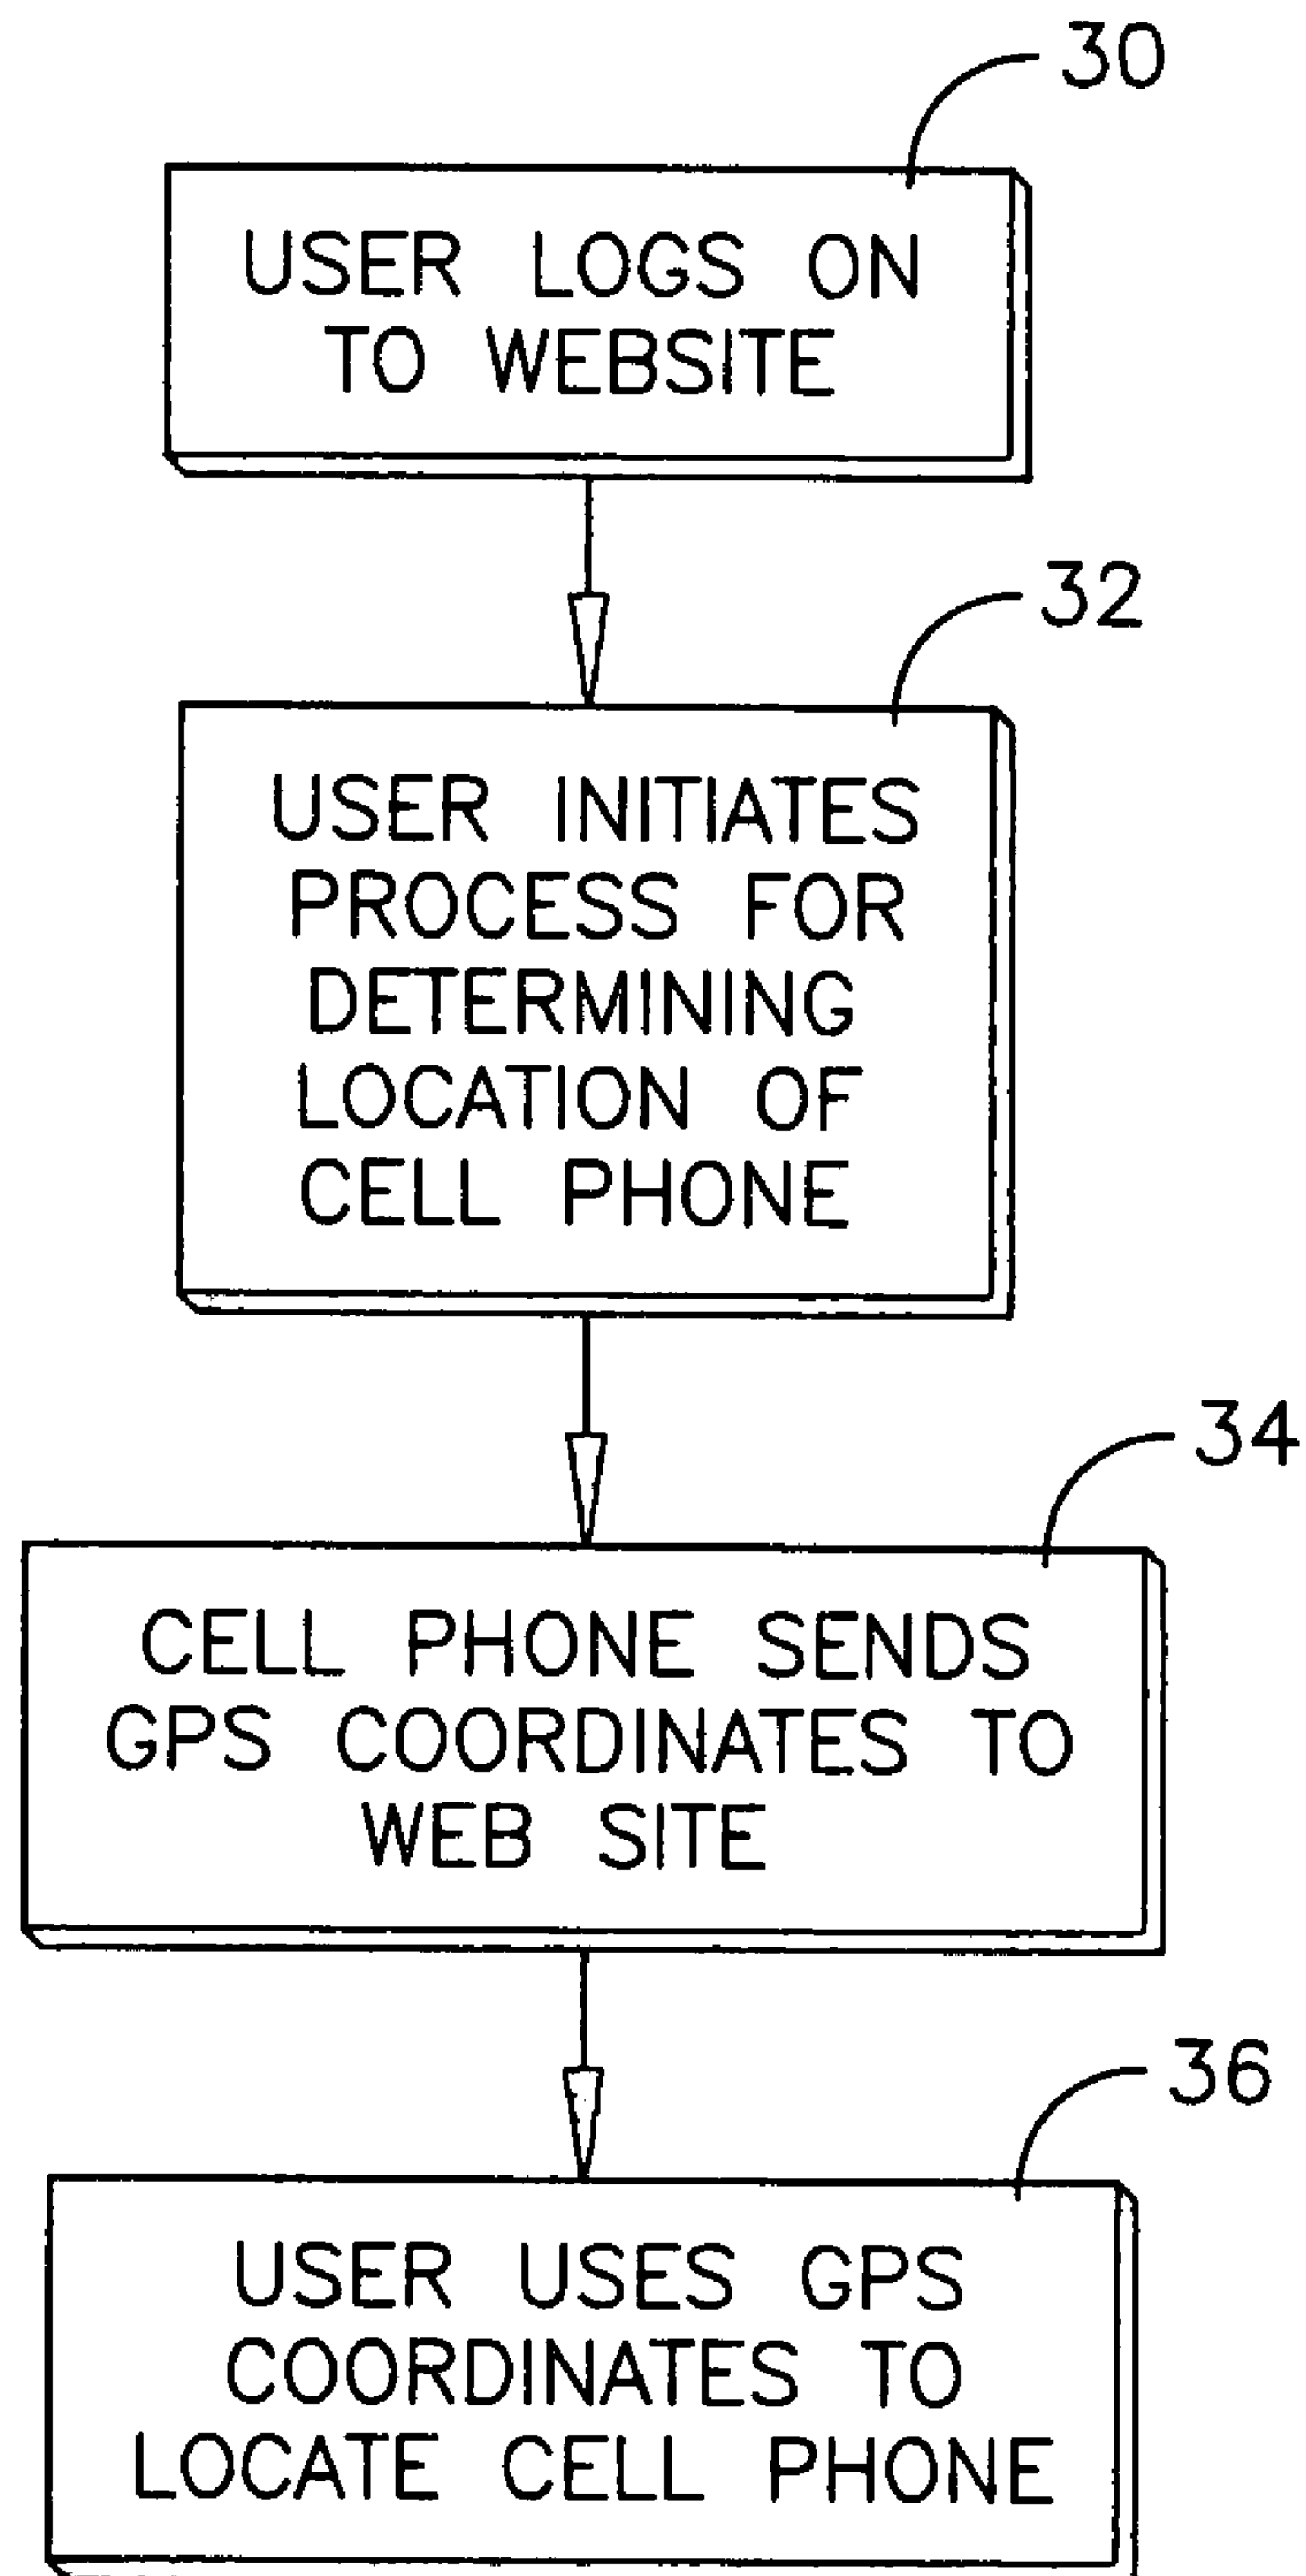 30
USER LOGS ON
TO WEBSITE
32
USER INITIATES
PROCESS FOR
DETERMINING
LOCATION OF
CELL PHONE
34
CELL PHONE SENDS
GPS COORDINATES TO
WEB SITE
36
USER USES GPS
COORDINATES TO
LOCATE CELL PHONE